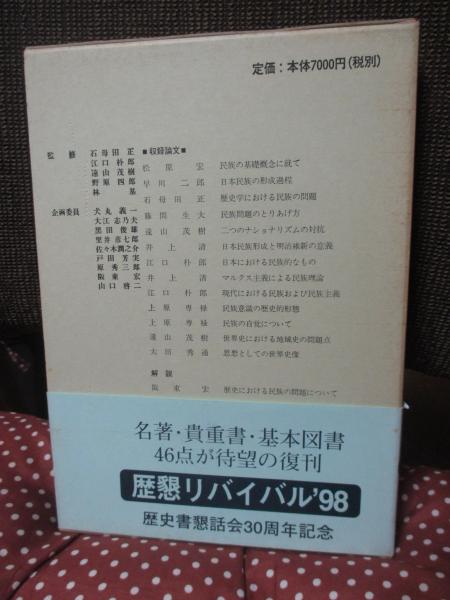 定価：本体7000円(税別)
監修 石母田正
江口朴郎
遠山茂樹
野原四郎
林基
企画委員 犬丸義一
大江志乃夫
黒田俊雄
里井彦七郎
佐々木潤之介
戸田芳実
原秀三郎
阪東宏
山口啓二
■収録論文■
松原宏 民族の基礎概念に就て
早川二郎 日本民族の形成過程
石母田正 歴史学における民族の問題
藤間生大 民族問題のとりあげ方
遠山茂樹 二つのナショナリズムの対抗
井上清 日本民族形成と明治維新の意義
江口朴郎 日本における民族的なもの
井上清 マルクス主義による民族理論
江口朴郎 現代における民族および民族主義
上原専祿 民族意識の歴史的形態
上原専祿 民族の自覚について
遠山茂樹 世界史における地域史の問題点
太田秀通 思想としての世界史像
解説
阪東宏 歴史における民族の問題について
名著・貴重書・基本図書
46点が待望の復刊
歴懇リバイバル'98
歴史書懇話会30周年記念